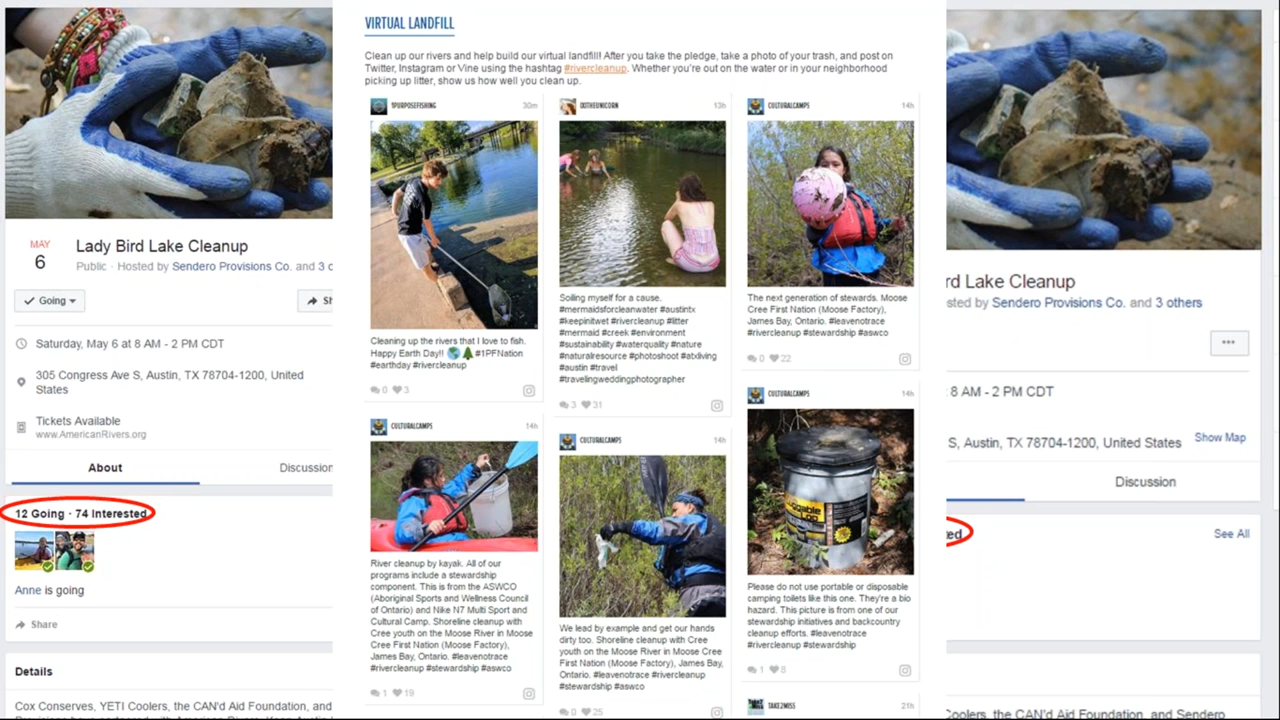 MAY
6
Lady Bird Lake Cleanup
Public · Hosted by Sendero Provisions Co. and 3 o
Going
Sh
Saturday, May 6 at 8 AM - 2 PM CDT
305 Congress Ave S, Austin, TX 78704-1200, United
States
Tickets Available
www.AmericanRivers.org
About
Discussion
12 Going · 74 Interested
Anne is going
Share
Details
Cox Conserves, YETI Coolers, the CAN'd Aid Foundation, and
VIRTUAL LANDFILL
Clean up our rivers and help build our virtual landfill! After you take the pledge, take a photo of your trash, and post on
Twitter, Instagram or Vine using the hashtag #rivercleanup. Whether you're out on the water or in your neighborhood
picking up litter, show us how well you clean up.
1PURPOSEFISHING
30m
Cleaning up the rivers that I love to fish.
Happy Earth Day!! 🌎🌲#1PFNation
#earthday #rivercleanup
0 3
CULTURALCAMPS
14h
River cleanup by kayak. All of our
programs include a stewardship
component. This is from the ASWCO
(Aboriginal Sports and Wellness Council
of Ontario) and Nike N7 Multi Sport and
Cultural Camp. Shoreline cleanup with
Cree youth on the Moose River in Moose
Cree First Nation (Moose Factory),
James Bay, Ontario. #leavenotrace
#rivercleanup #stewardship #aswco
1 19
13h
Soiling myself for a cause.
#mermaidsforcleanwater #austintx
#keepinitwet #rivercleanup #litter
#mermaid #creek #environment
#sustainability #waterquality #nature
#naturalresource #photoshoot #atxliving
#austin #travel
#travelingweddingphotographer
3 31
CULTURALCAMPS
14h
We lead by example and get our hands
dirty too. Shoreline cleanup with Cree
youth on the Moose River in Moose Cree
First Nation (Moose Factory), James Bay,
Ontario. #leavenotrace #rivercleanup
#stewardship #aswco
0 25
CULTURALCAMPS
14h
The next generation of stewards. Moose
Cree First Nation (Moose Factory),
James Bay, Ontario. #leavenotrace
#rivercleanup #stewardship #aswco
0 22
CULTURALCAMPS
14h
Please do not use portable or disposable
camping toilets like this one. They're a bio
hazard. This picture is from one of our
stewardship initiatives and backcountry
cleanup efforts. #leavenotrace
#rivercleanup #stewardship
1 8
TAKE2MISS
21h
rd Lake Cleanup
sted by Sendero Provisions Co. and 3 others
8 AM - 2 PM CDT
S, Austin, TX 78704-1200, United States
Show Map
Discussion
ed
See All
Coolers, the CAN'd Aid Foundation, and Sendero